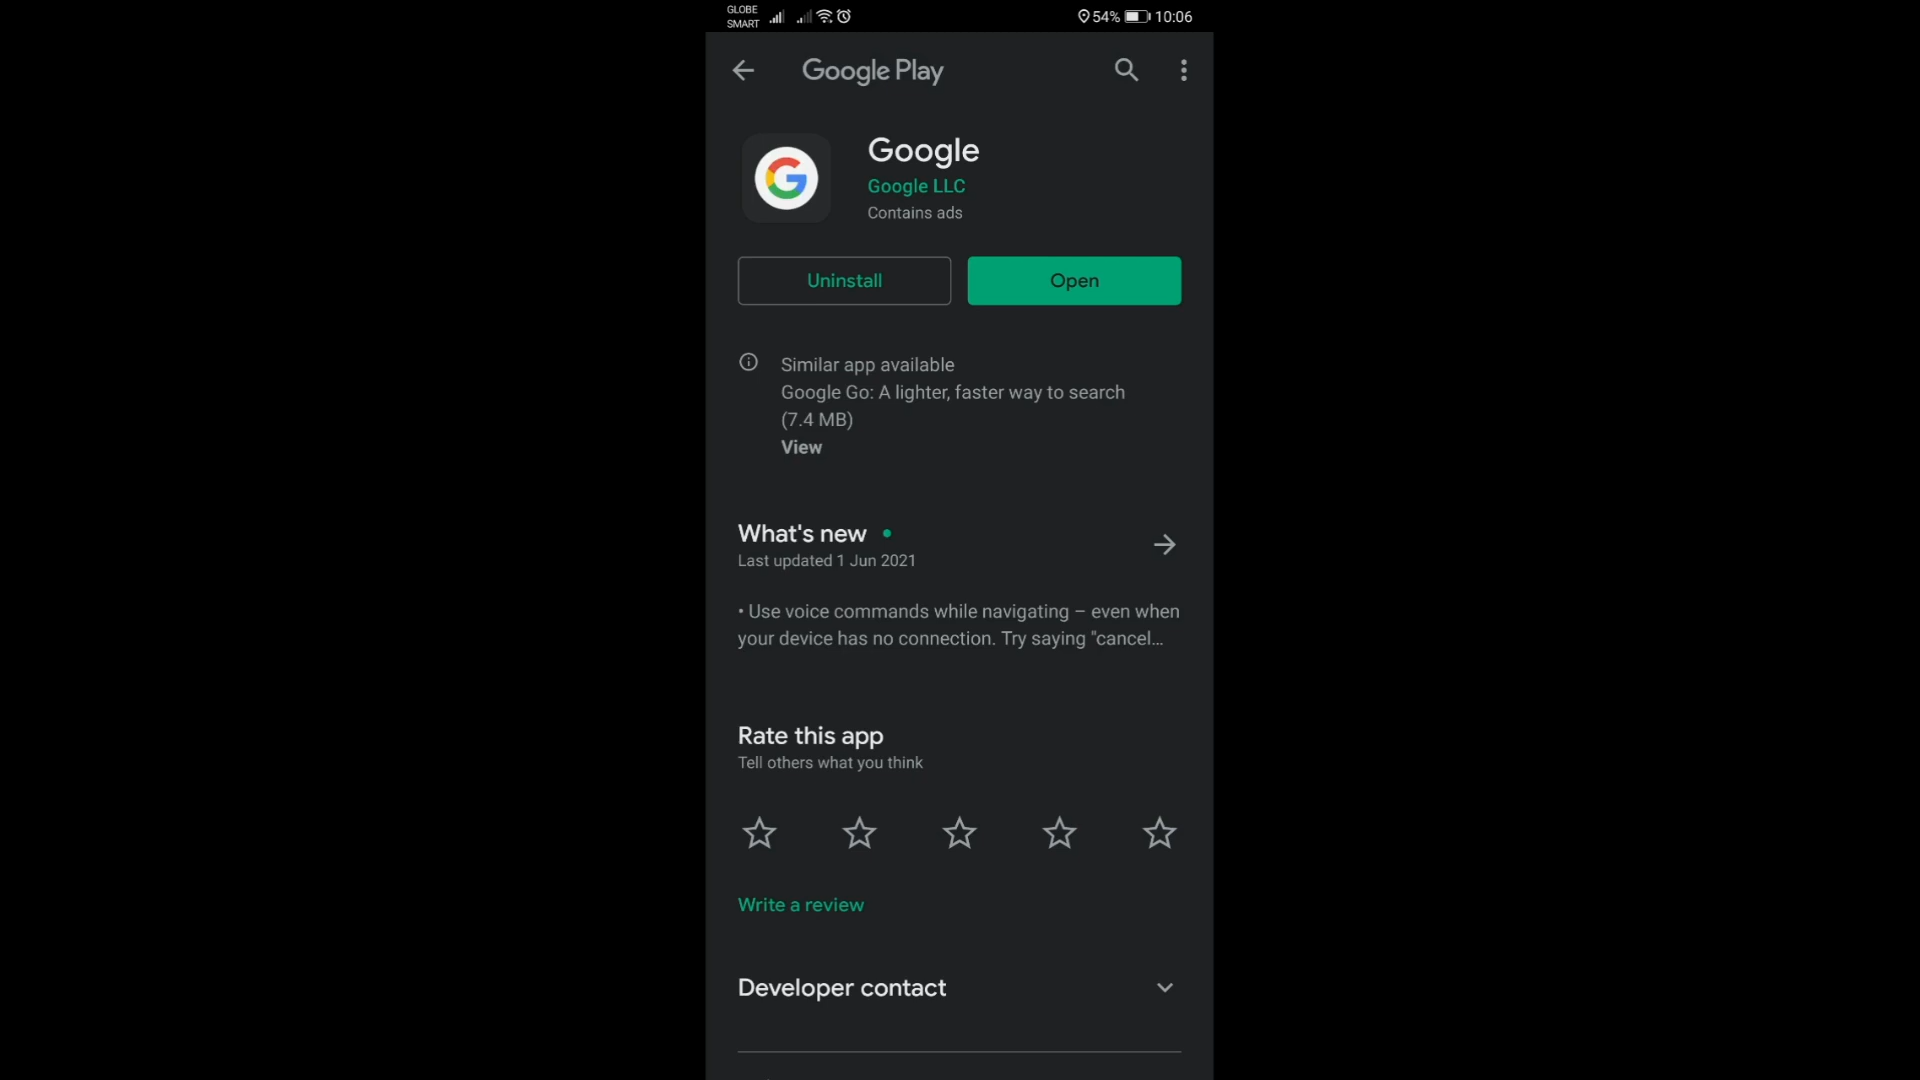 GLOBE
SMART
54% 10:06
Google Play
Google
Google LLC
Contains ads
Uninstall
Open
Similar app available
Google Go: A lighter, faster way to search
(7.4 MB)
View
What's new
Last updated 1 Jun 2021
• Use voice commands while navigating – even when
your device has no connection. Try saying "cancel...
Rate this app
Tell others what you think
Write a review
Developer contact